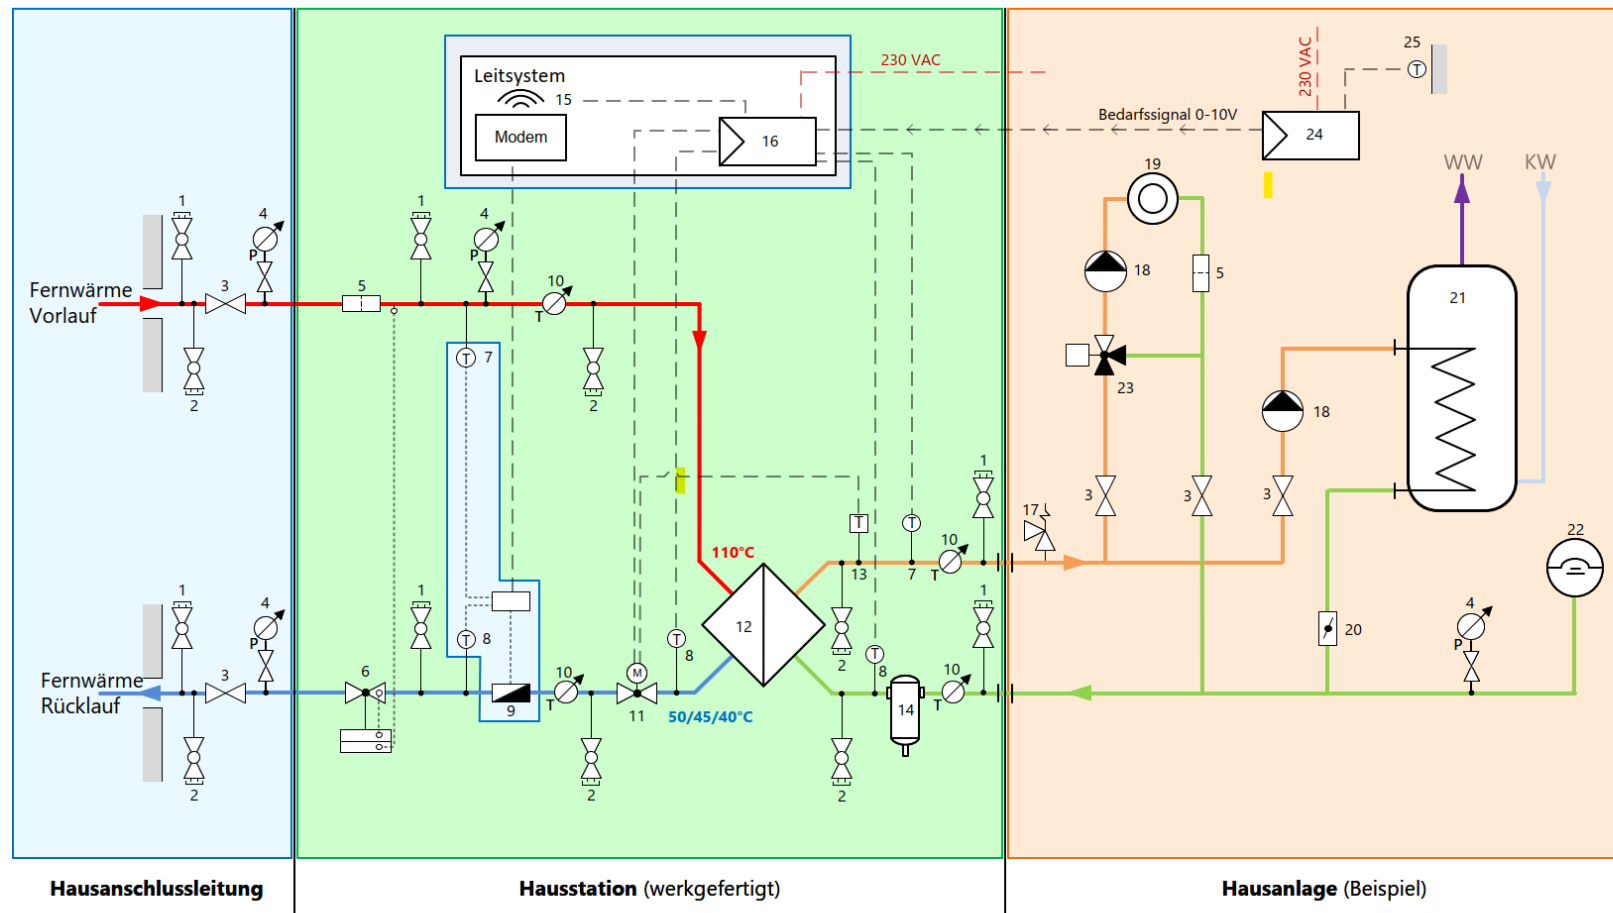 230 VAC
25
T
230 VAC
Leitsystem
15
Modem
16
Bedarfssignal 0-10V
24
19
WW
KW
1
4
P
1
4
P
18
5
21
Fernwärme
Vorlauf
3
5
10
T
T
7
2
2
23
18
1
3
3
3
17
T
T
10
T
22
110°C
13
7
1
4
P
1
4
P
1
T
8
12
T
8
2
T
8
1
20
Fernwärme
Rücklauf
3
6
10
T
M
10
T
9
11
50/45/40°C
14
2
2
2
Hausanschlussleitung
Hausstation (werkgefertigt)
Hausanlage (Beispiel)